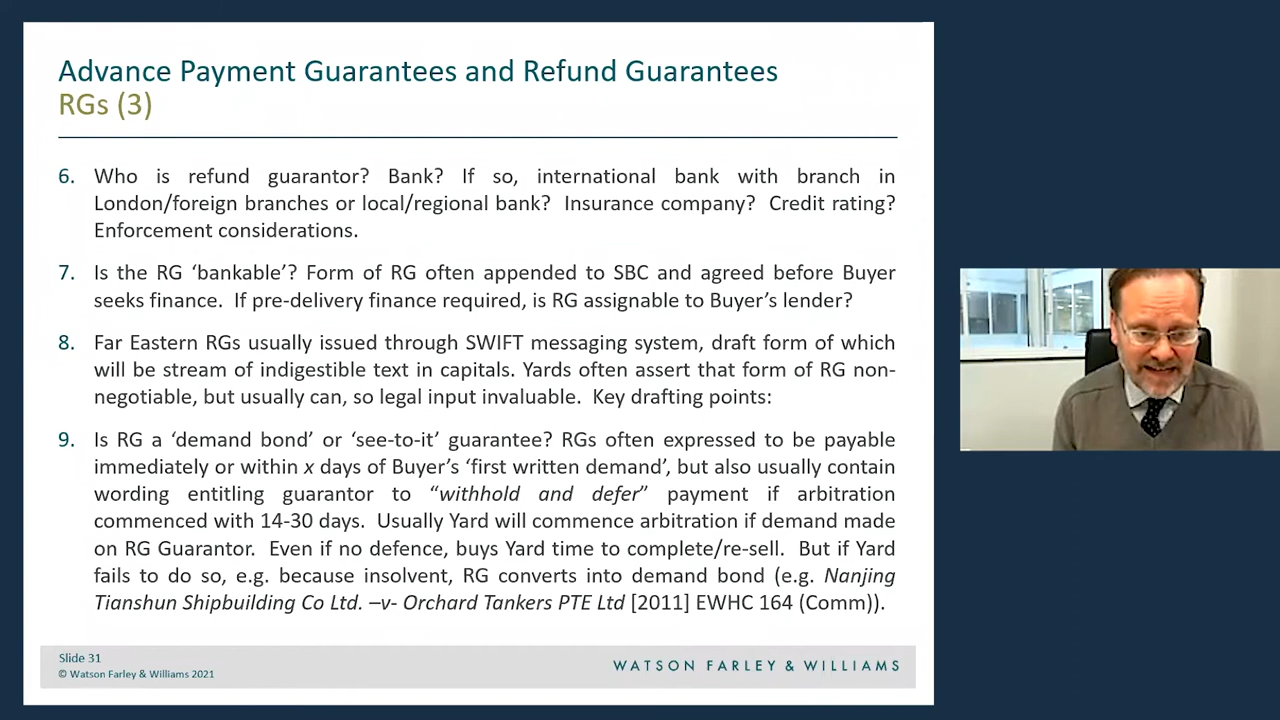 Advance Payment Guarantees and Refund Guarantees
RGs (3)
6. Who is refund guarantor? Bank? If so, international bank with branch in
London/foreign branches or local/regional bank? Insurance company? Credit rating?
Enforcement considerations.
7. Is the RG ‘bankable’? Form of RG often appended to SBC and agreed before Buyer
seeks finance. If pre-delivery finance required, is RG assignable to Buyer’s lender?
8. Far Eastern RGs usually issued through SWIFT messaging system, draft form of which
will be stream of indigestible text in capitals. Yards often assert that form of RG non-
negotiable, but usually can, so legal input invaluable. Key drafting points:
9. Is RG a ‘demand bond’ or ‘see-to-it’ guarantee? RGs often expressed to be payable
immediately or within x days of Buyer’s ‘first written demand’, but also usually contain
wording entitling guarantor to “withhold and defer” payment if arbitration
commenced with 14-30 days. Usually Yard will commence arbitration if demand made
on RG Guarantor. Even if no defence, buys Yard time to complete/re-sell. But if Yard
fails to do so, e.g. because insolvent, RG converts into demand bond (e.g. Nanjing
Tianshun Shipbuilding Co Ltd. –v- Orchard Tankers PTE Ltd [2011] EWHC 164 (Comm)).
Slide 31
© Watson Farley & Williams 2021
WATSON FARLEY & WILLIAMS